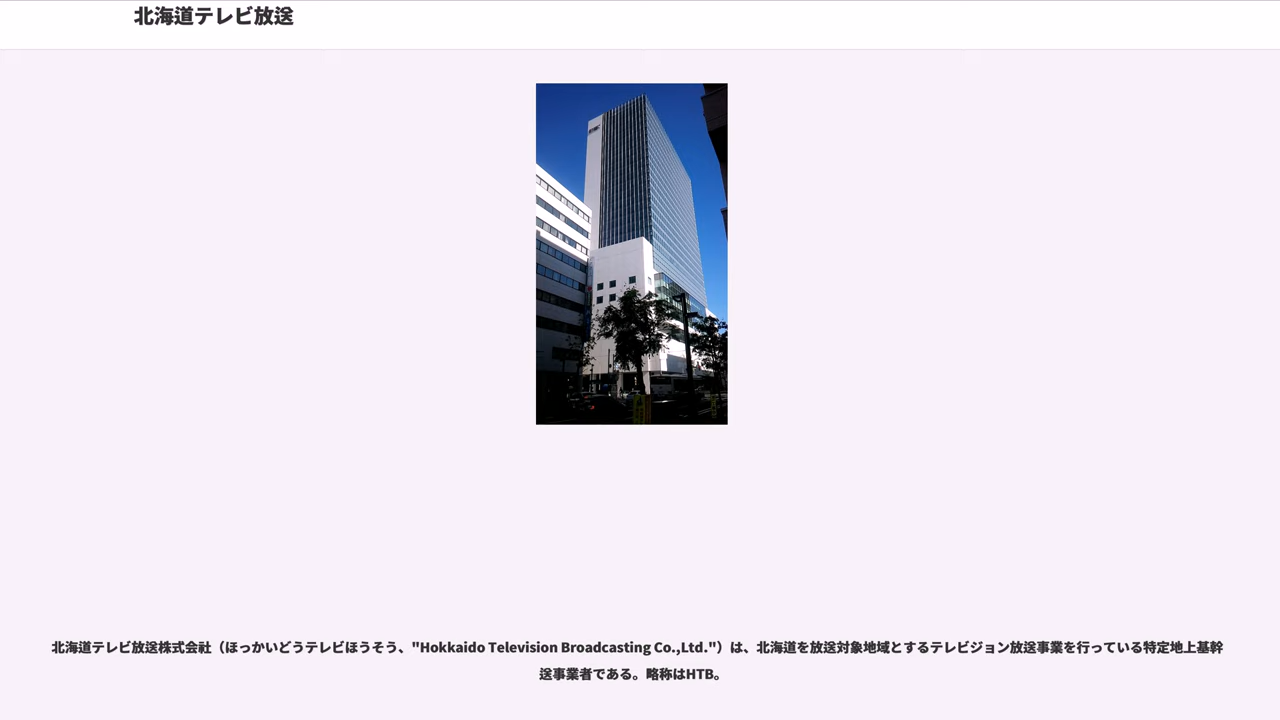 北海道テレビ放送
北海道テレビ放送株式会社（ほっかいどうテレビほうそう、"Hokkaido Television Broadcasting Co.,Ltd."）は、北海道を放送対象地域とするテレビジョン放送事業を行っている特定地上基幹
送事業者である。略称はHTB。